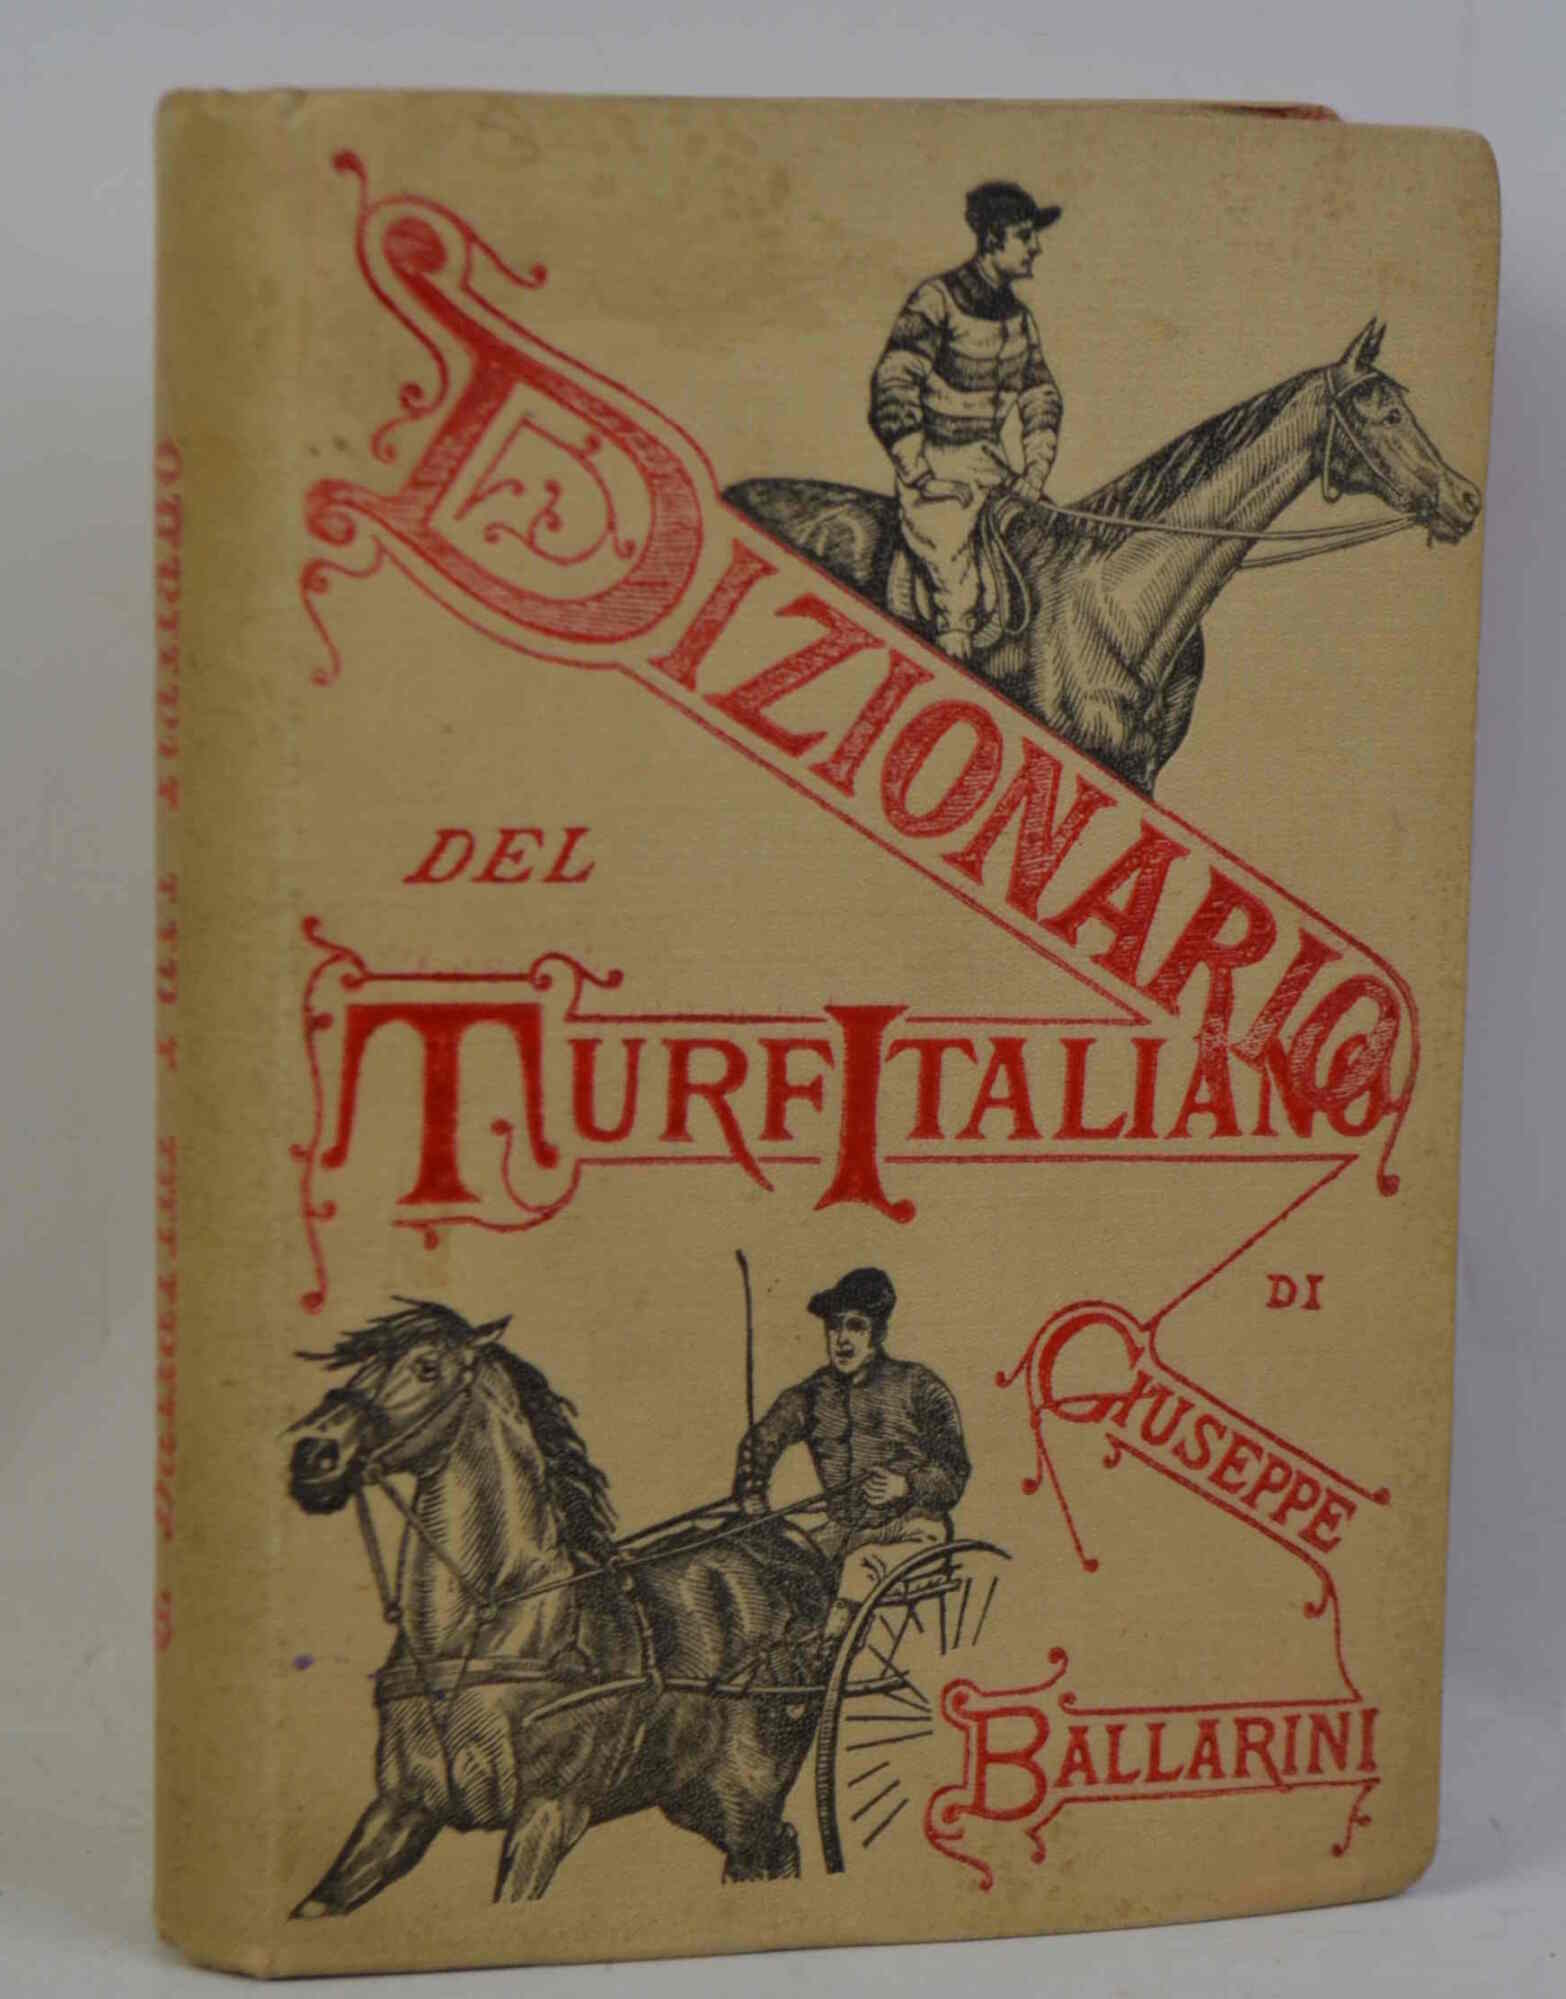 DIZIONARIO
DEL
TURF ITALIANO
DI
GIUSEPPE
BALLARINI